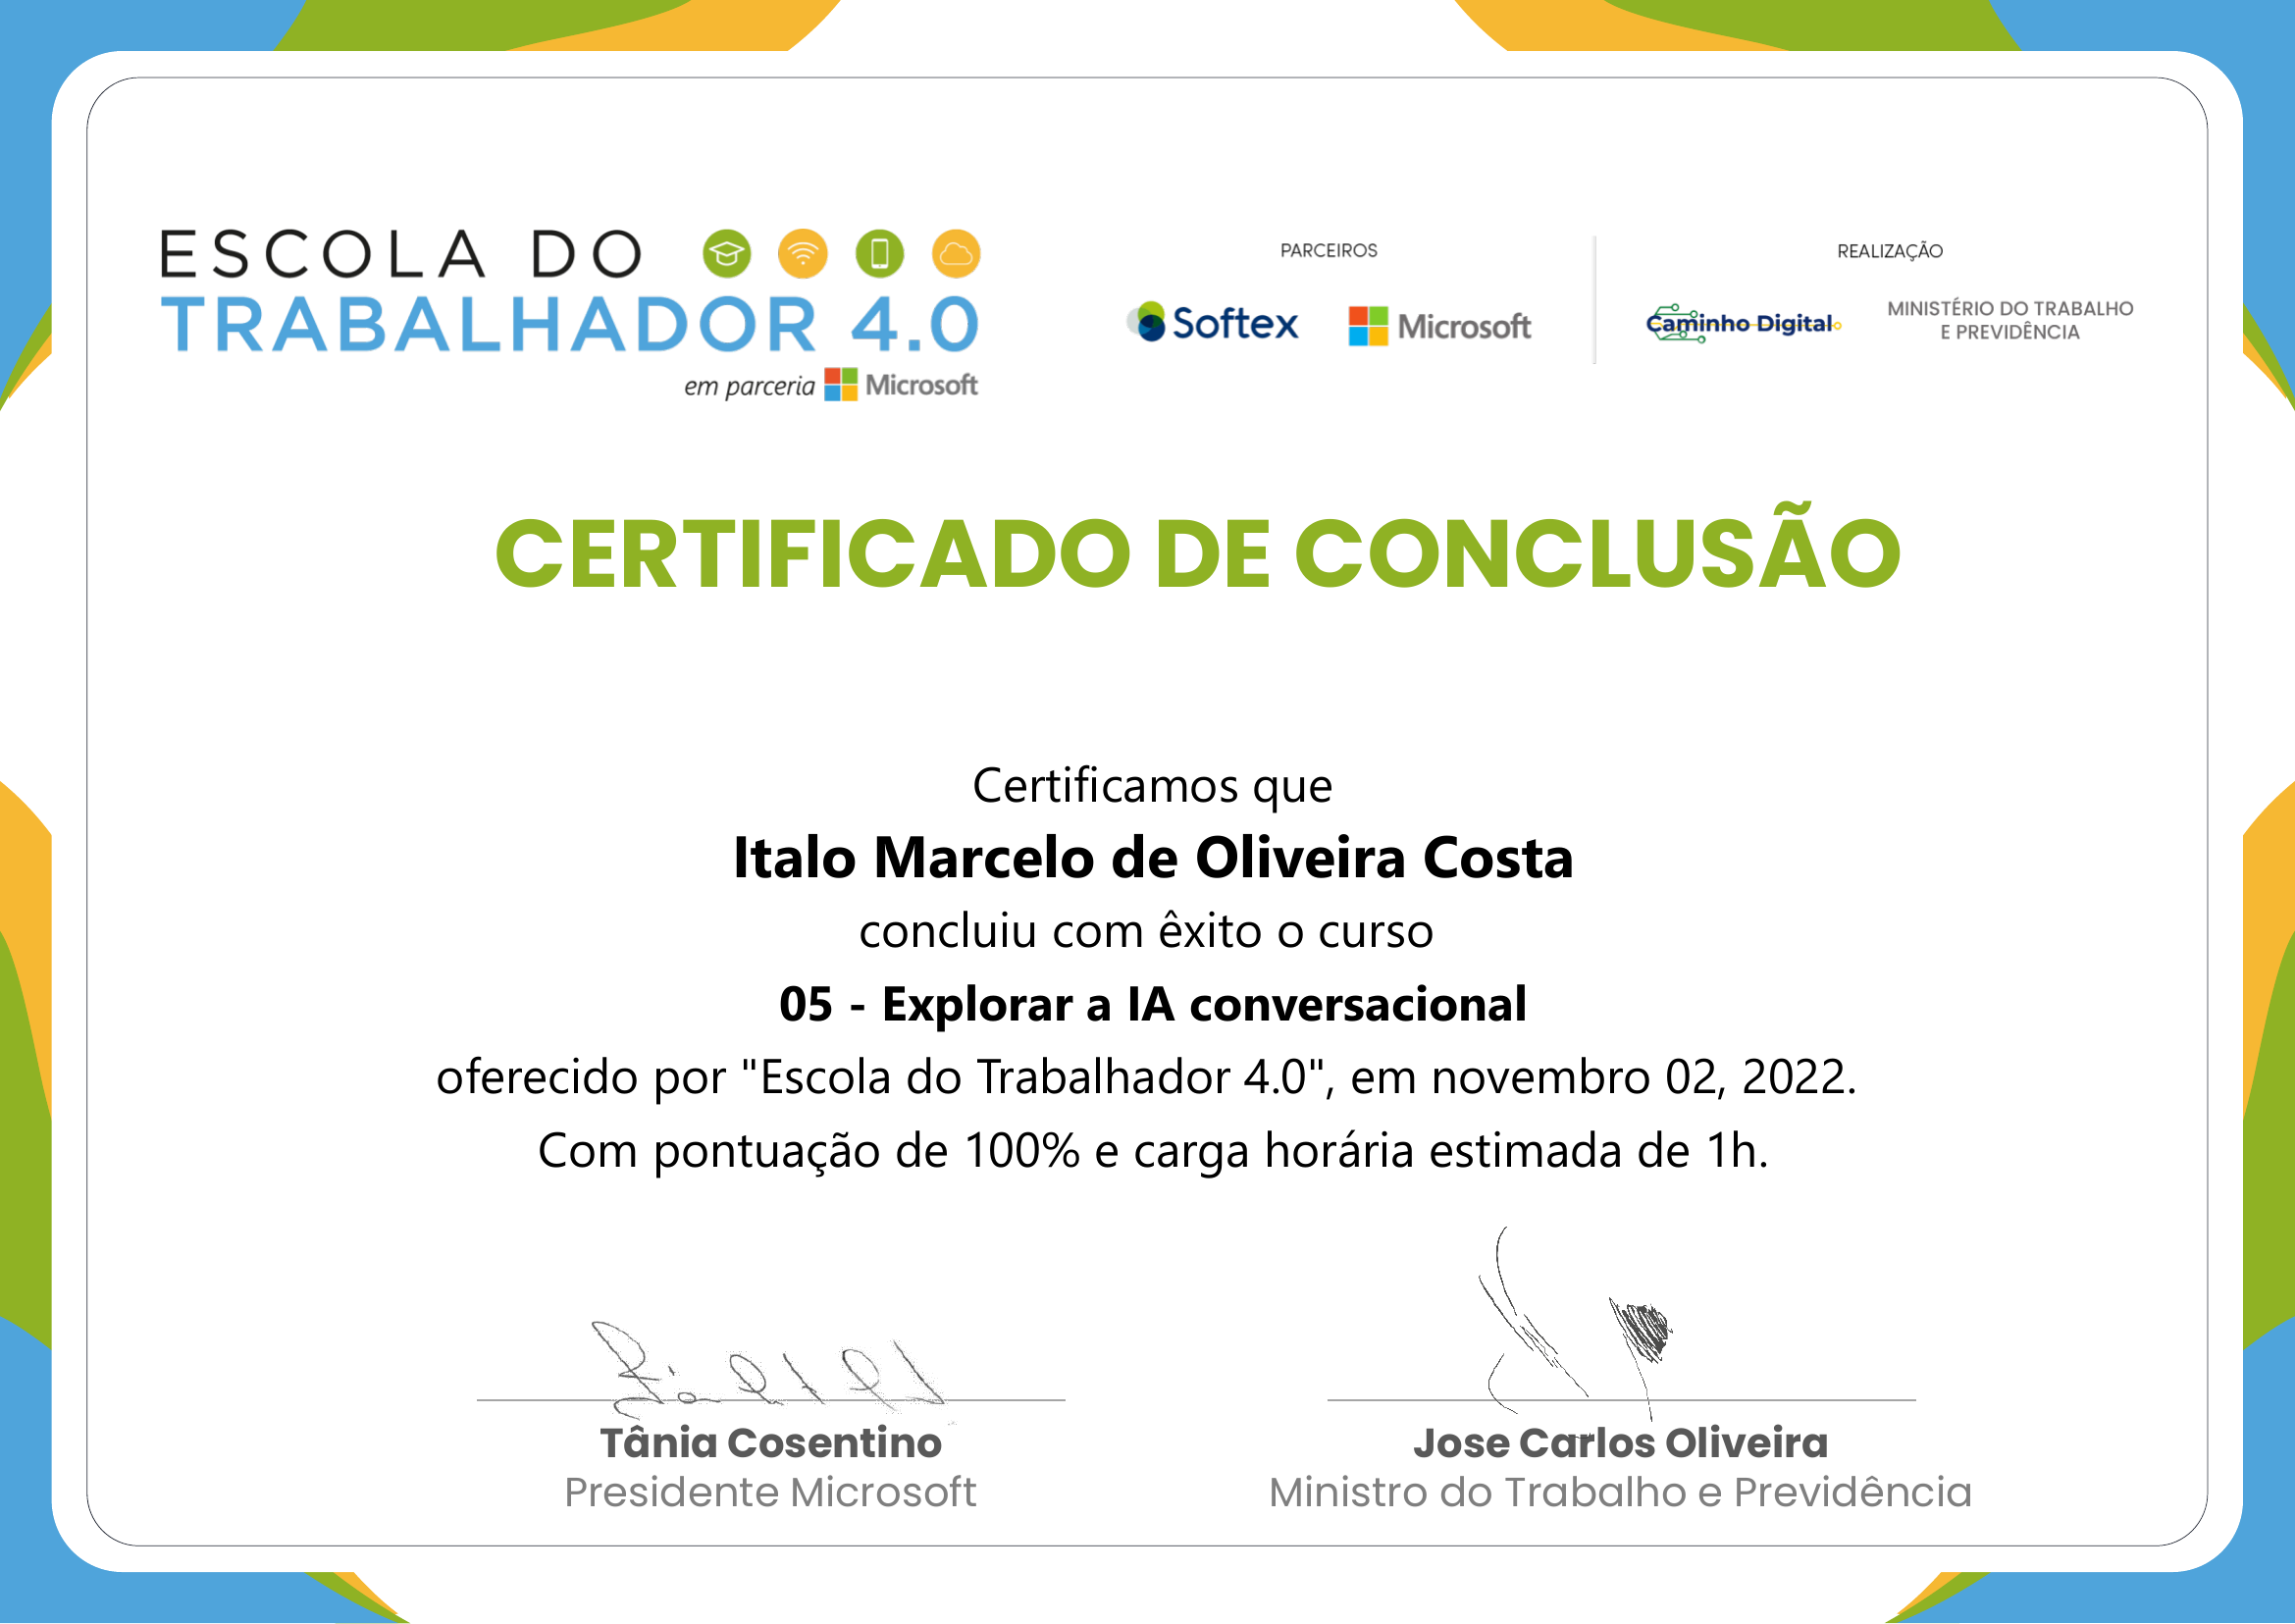 ESCOLA DO
TRABALHADOR 4.0
em parceria Microsoft
PARCEIROS
Softex Microsoft
REALIZAÇÃO
Caminho Digital
MINISTÉRIO DO TRABALHO
E PREVIDÊNCIA
CERTIFICADO DE CONCLUSÃO
Certificamos que
Italo Marcelo de Oliveira Costa
concluiu com êxito o curso
05 - Explorar a IA conversacional
oferecido por "Escola do Trabalhador 4.0", em novembro 02, 2022.
Com pontuação de 100% e carga horária estimada de 1h.
Tânia Cosentino
Presidente Microsoft
Jose Carlos Oliveira
Ministro do Trabalho e Previdência